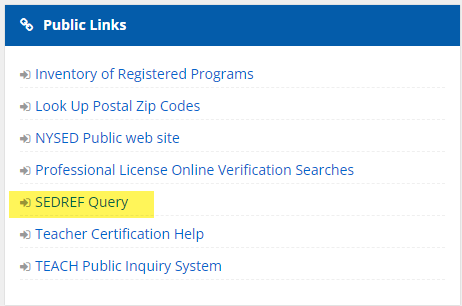 Public Links
Inventory of Registered Programs
Look Up Postal Zip Codes
NYSED Public web site
Professional License Online Verification Searches
SEDREF Query
Teacher Certification Help
TEACH Public Inquiry System